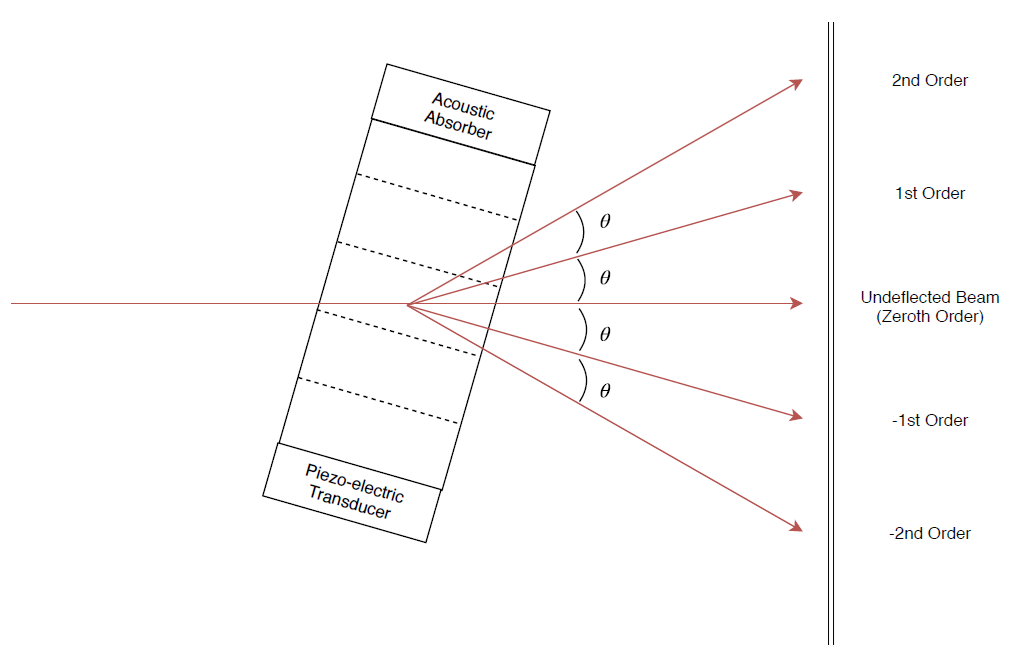 Acoustic
Absorber
2nd Order
1st Order
θ
θ
Undeflected Beam
(Zeroth Order)
θ
θ
-1st Order
Piezo-electric
Transducer
-2nd Order